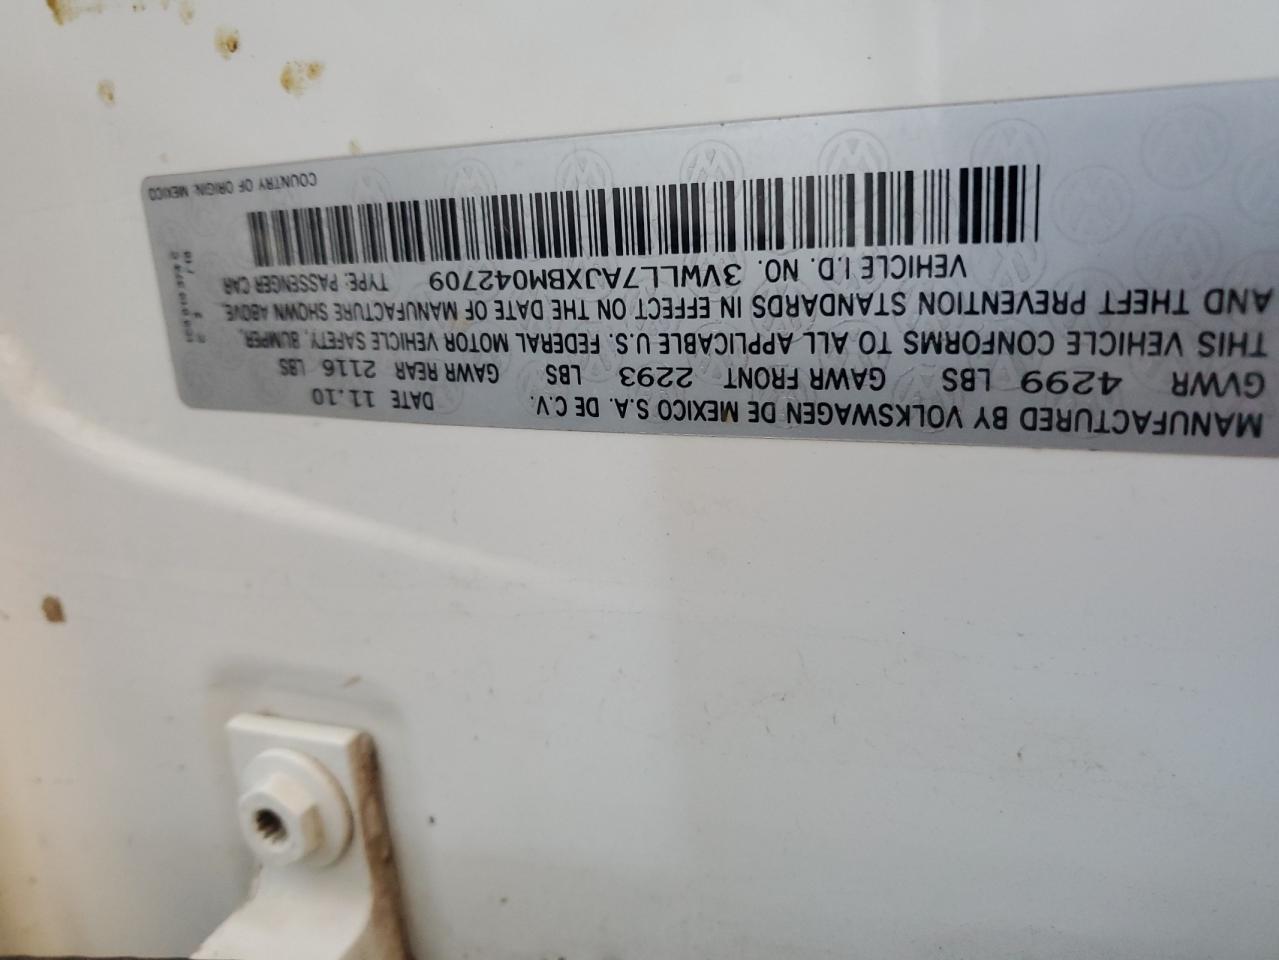 MANUFACTURED BY VOLKSWAGEN DE MEXICO S.A. DE C.V. DATE 11.10
GVWR 4299 LBS GAWR FRONT 2293 LBS GAWR REAR 2116 LBS
THIS VEHICLE CONFORMS TO ALL APPLICABLE U.S. FEDERAL MOTOR VEHICLE SAFETY, BUMPER,
AND THEFT PREVENTION STANDARDS IN EFFECT ON THE DATE OF MANUFACTURE SHOWN ABOVE.
VEHICLE I.D. NO. 3VWLL7AJXBM042709 TYPE: PASSENGER CAR
COUNTRY OF ORIGIN: MEXICO